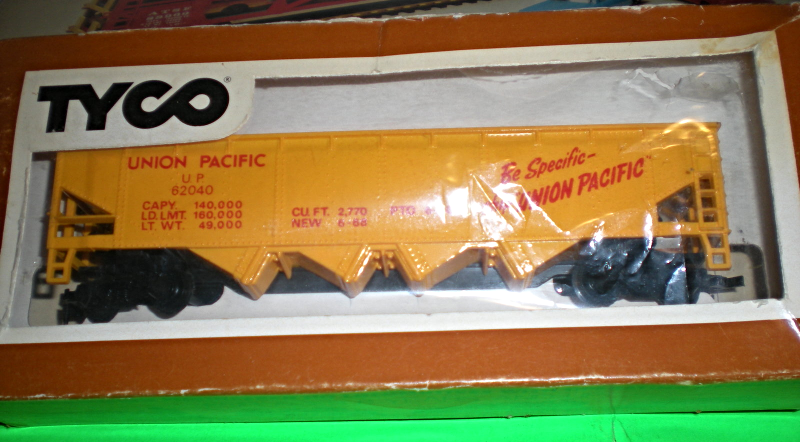 TYCO®
UNION PACIFIC
U P
62040
CAPY. 140,000
LD. LMT. 160,000
LT. WT. 49,000
CU. FT. 2,770
NEW 6-68
Be Specific-
UNION PACIFIC